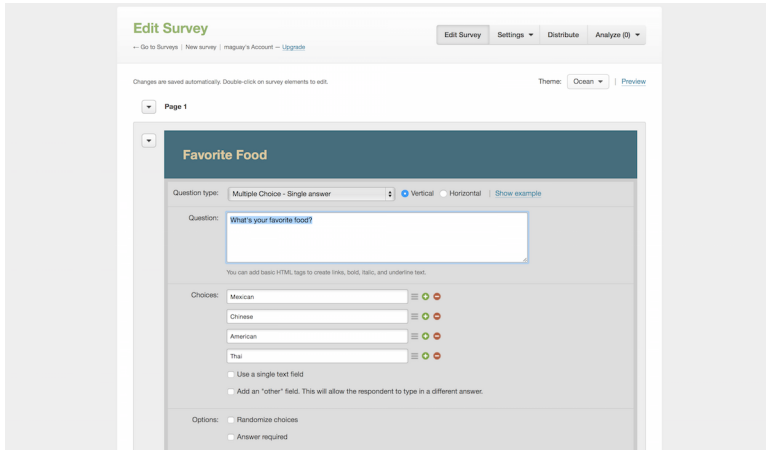 Edit Survey
← Go to Surveys | New survey | maguay's Account — Upgrade
Edit Survey Settings Distribute Analyze (0)
Changes are saved automatically. Double-click on survey elements to edit.
Theme: Ocean | Preview
Page 1
Favorite Food
Question type: Multiple Choice - Single answer Vertical Horizontal | Show example
Question: What's your favorite food?
You can add basic HTML tags to create links, bold, italic, and underline text.
Choices: Mexican
Chinese
American
Thai
Use a single text field
Add an "other" field. This will allow the respondent to type in a different answer.
Options: Randomize choices
Answer required